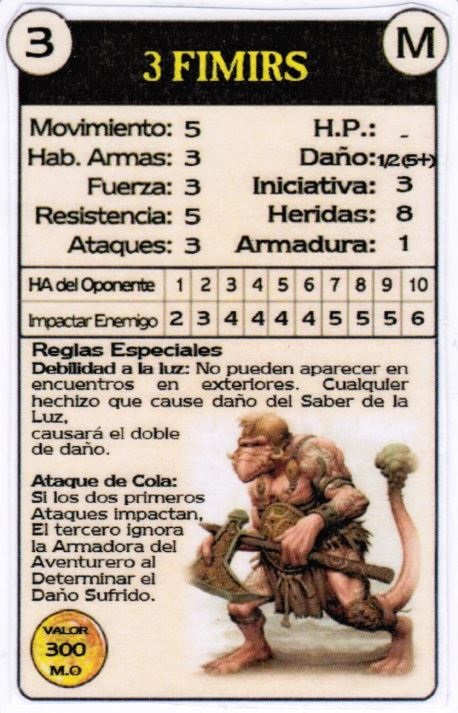 3
M
3 FIMIRS
Movimiento: 5 H.P.: -
Hab. Armas: 3 Daño: 1/2(5+)
Fuerza: 3 Iniciativa: 3
Resistencia: 5 Heridas: 8
Ataques: 3 Armadura: 1
HA del Oponente 1 2 3 4 5 6 7 8 9 10
Impactar Enemigo 2 3 4 4 4 4 5 5 5 6
Reglas Especiales
Debilidad a la luz: No pueden aparecer en
encuentros en exteriores. Cualquier
hechizo que cause daño del Saber de la
Luz,
causará el doble
de daño.
Ataque de Cola:
Si los dos primeros
Ataques impactan,
El tercero ignora
la Armadora del
Aventurero al
Determinar el
Daño Sufrido.
VALOR
300
M.O